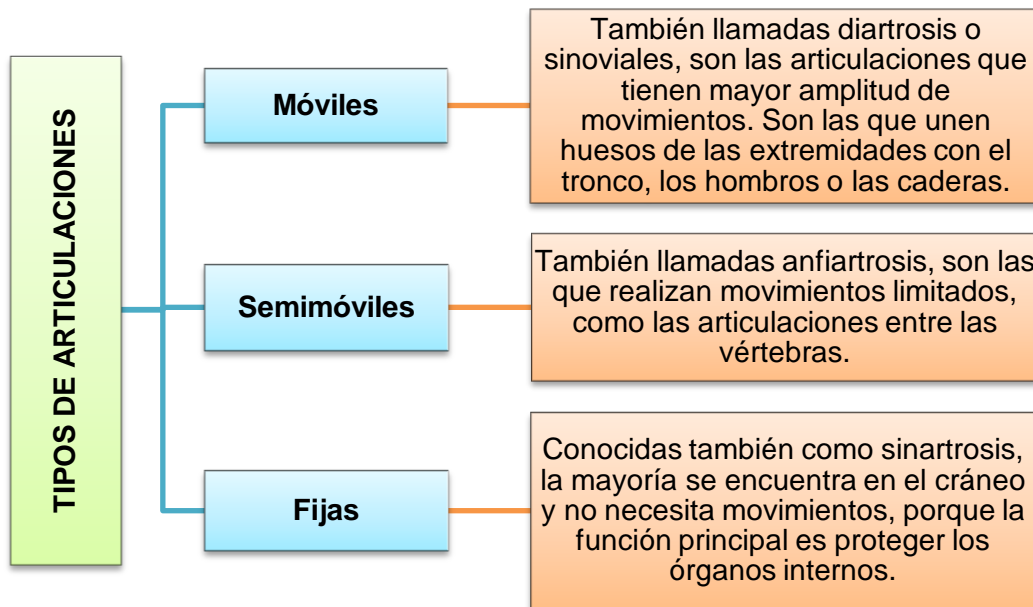 TIPOS DE ARTICULACIONES
Móviles
También llamadas diartrosis o
sinoviales, son las articulaciones que
tienen mayor amplitud de
movimientos. Son las que unen
huesos de las extremidades con el
tronco, los hombros o las caderas.
Semimóviles
También llamadas anfiartrosis, son las
que realizan movimientos limitados,
como las articulaciones entre las
vértebras.
Fijas
Conocidas también como sinartrosis,
la mayoría se encuentra en el cráneo
y no necesita movimientos, porque la
función principal es proteger los
órganos internos.